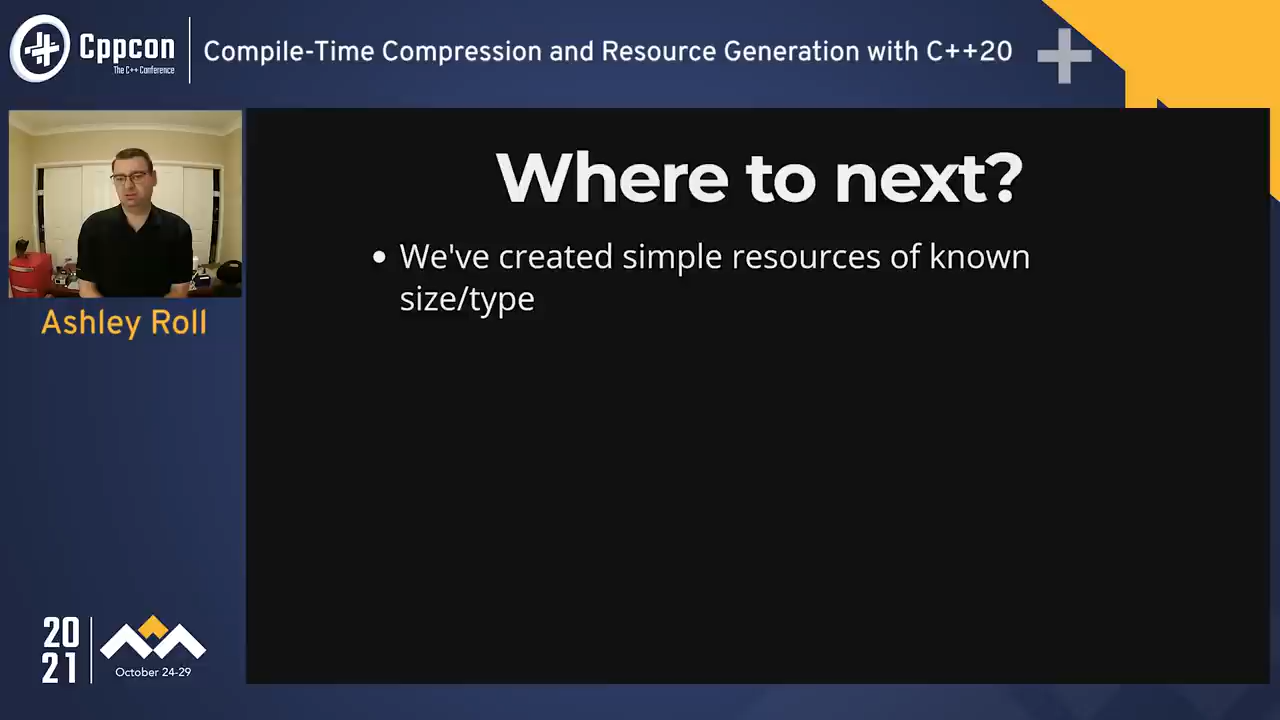 Cppcon
The C++ Conference
Compile-Time Compression and Resource Generation with C++20
Where to next?
• We've created simple resources of known
size/type
Ashley Roll
20
21
October 24-29